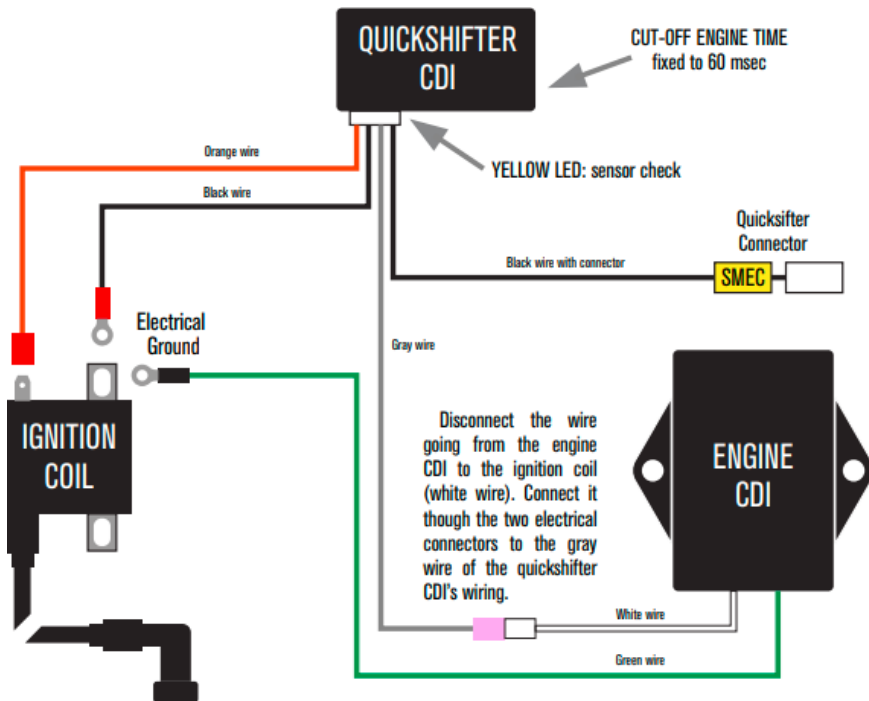 QUICKSHIFTER
CDI
CUT-OFF ENGINE TIME
fixed to 60 msec
YELLOW LED: sensor check
Orange wire
Black wire
Quicksifter
Connector
Black wire with connector
SMEC
Electrical
Ground
Gray wire
IGNITION
COIL
Disconnect the wire
going from the engine
CDI to the ignition coil
(white wire). Connect it
though the two electrical
connectors to the gray
wire of the quickshifter
CDI's wiring.
ENGINE
CDI
White wire
Green wire